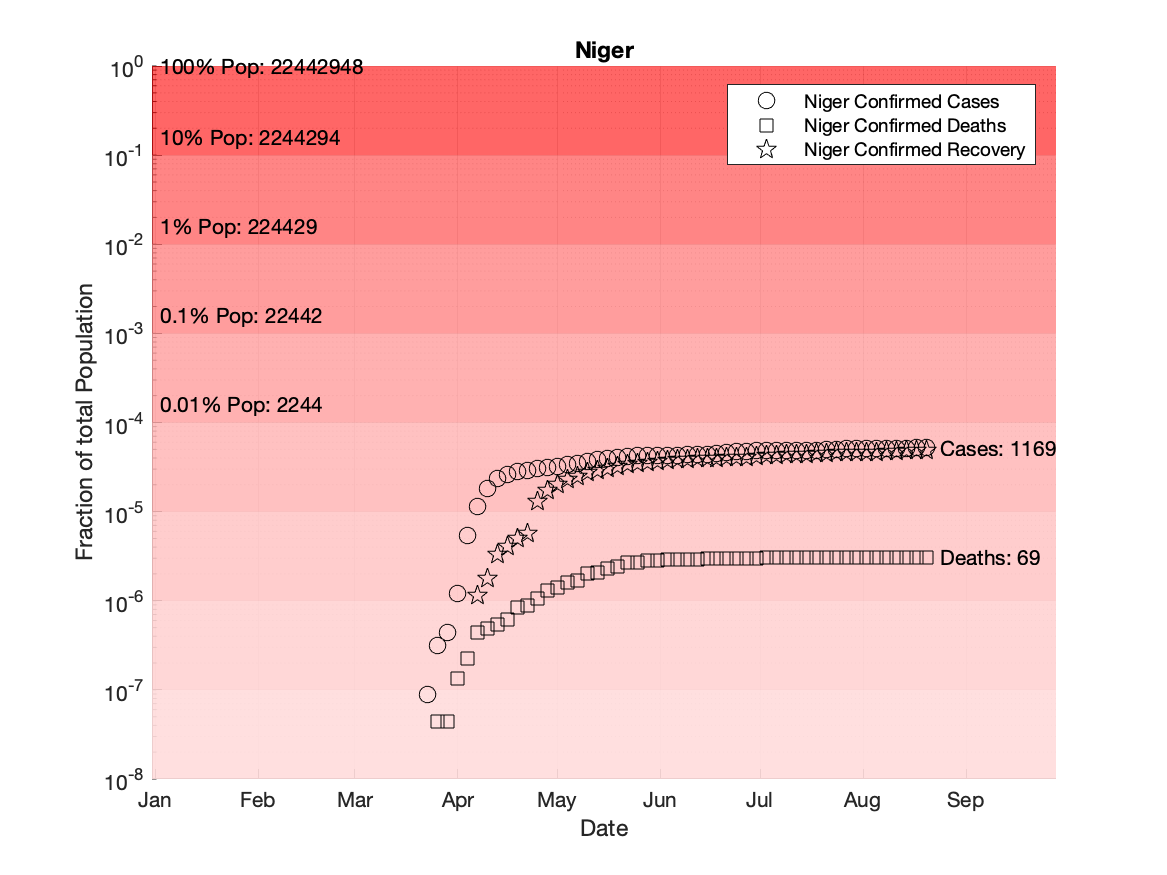 Niger
10^0
100% Pop: 22442948
Niger Confirmed Cases
Niger Confirmed Deaths
Niger Confirmed Recovery
10% Pop: 2244294
10^-1
1% Pop: 224429
10^-2
0.1% Pop: 22442
10^-3
0.01% Pop: 2244
10^-4
Cases: 1169
10^-5
Deaths: 69
10^-6
10^-7
10^-8
Fraction of total Population
Jan Feb Mar Apr May Jun Jul Aug Sep
Date